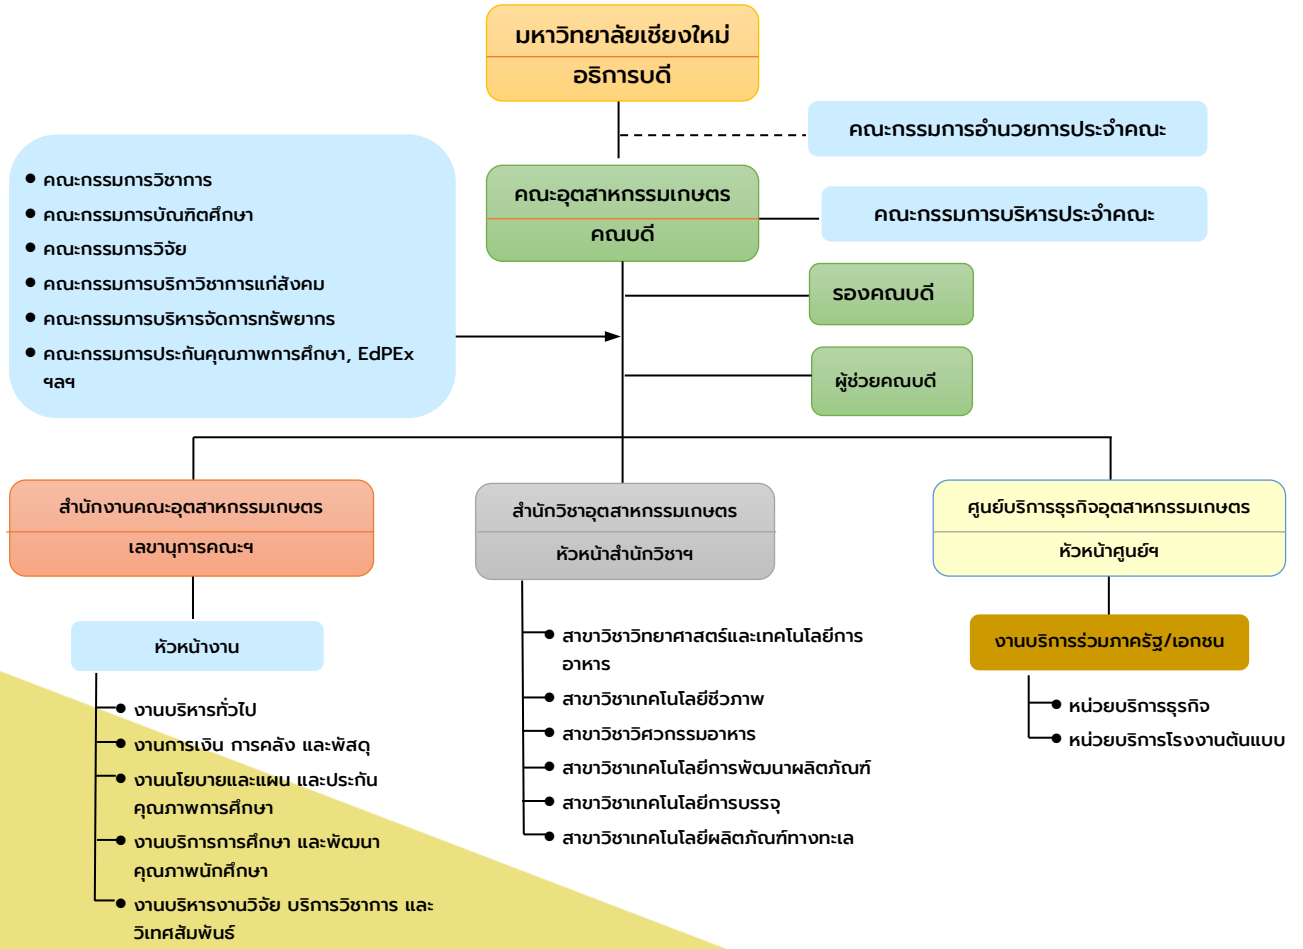 มหาวิทยาลัยเชียงใหม่
อธิการบดี
คณะกรรมการอำนวยการประจำคณะ
คณะอุตสาหกรรมเกษตร
คณบดี
คณะกรรมการบริหารประจำคณะ
คณะกรรมการวิชาการ
คณะกรรมการบัณฑิตศึกษา
คณะกรรมการวิจัย
คณะกรรมการบริกาวิชาการแก่สังคม
คณะกรรมการบริหารจัดการทรัพยากร
คณะกรรมการประกันคุณภาพการศึกษา, EdPEx
ฯลฯ
รองคณบดี
ผู้ช่วยคณบดี
สำนักงานคณะอุตสาหกรรมเกษตร
เลขานุการคณะฯ
หัวหน้างาน
งานบริหารทั่วไป
งานการเงิน การคลัง และพัสดุ
งานนโยบายและแผน และประกัน
คุณภาพการศึกษา
งานบริการการศึกษา และพัฒนา
คุณภาพนักศึกษา
งานบริหารงานวิจัย บริการวิชาการ และ
วิเทศสัมพันธ์
สำนักวิชาอุตสาหกรรมเกษตร
หัวหน้าสำนักวิชาฯ
สาขาวิชาวิทยาศาสตร์และเทคโนโลยีการ
อาหาร
สาขาวิชาเทคโนโลยีชีวภาพ
สาขาวิชาวิศวกรรมอาหาร
สาขาวิชาเทคโนโลยีการพัฒนาผลิตภัณฑ์
สาขาวิชาเทคโนโลยีการบรรจุ
สาขาวิชาเทคโนโลยีผลิตภัณฑ์ทางทะเล
ศูนย์บริการธุรกิจอุตสาหกรรมเกษตร
หัวหน้าศูนย์ฯ
งานบริการร่วมภาครัฐ/เอกชน
หน่วยบริการธุรกิจ
หน่วยบริการโรงงานต้นแบบ